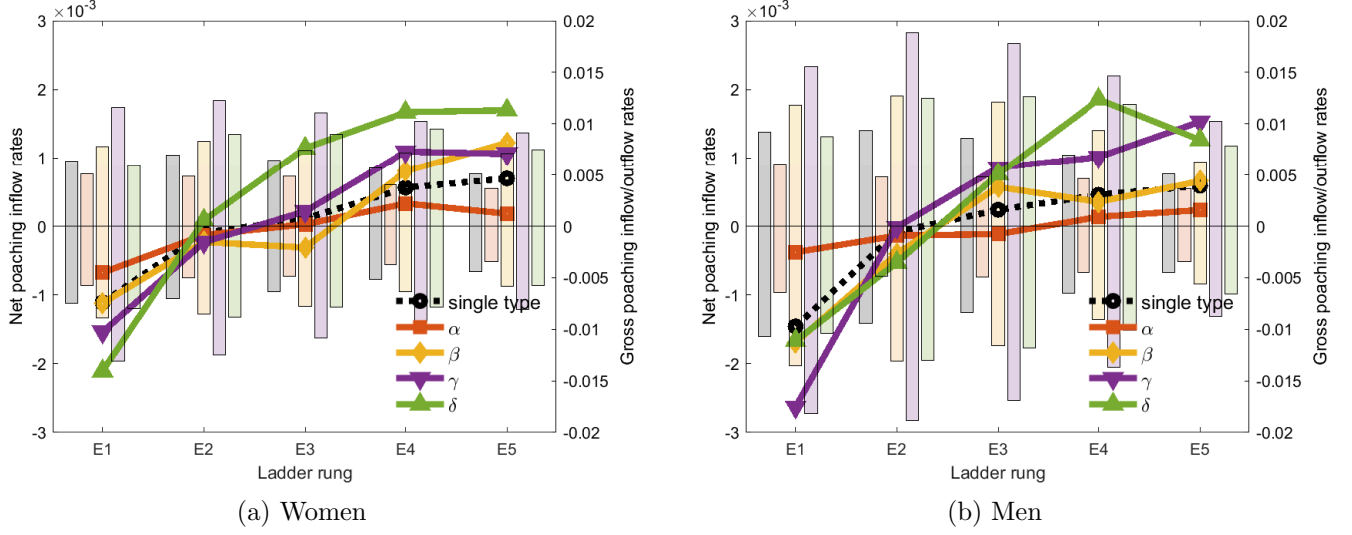 ×10⁻³
3
2
1
0
-1
-2
-3
Net poaching inflow rates
0.02
0.015
0.01
0.005
0
-0.005
-0.01
-0.015
-0.02
Gross poaching inflow/outflow rates
single type
α
β
γ
δ
E1 E2 E3 E4 E5
Ladder rung
(a) Women
×10⁻³
3
2
1
0
-1
-2
-3
Net poaching inflow rates
0.02
0.015
0.01
0.005
0
-0.005
-0.01
-0.015
-0.02
Gross poaching inflow/outflow rates
single type
α
β
γ
δ
E1 E2 E3 E4 E5
Ladder rung
(b) Men